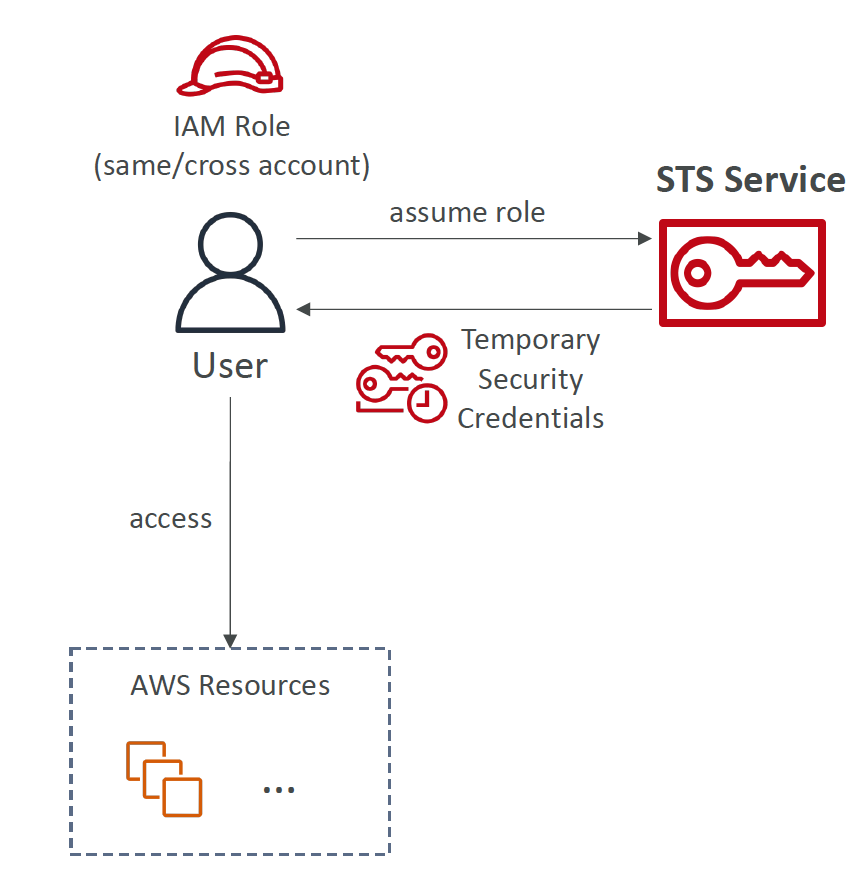 IAM Role
(same/cross account)
STS Service
assume role
User
Temporary
Security
Credentials
access
AWS Resources
...